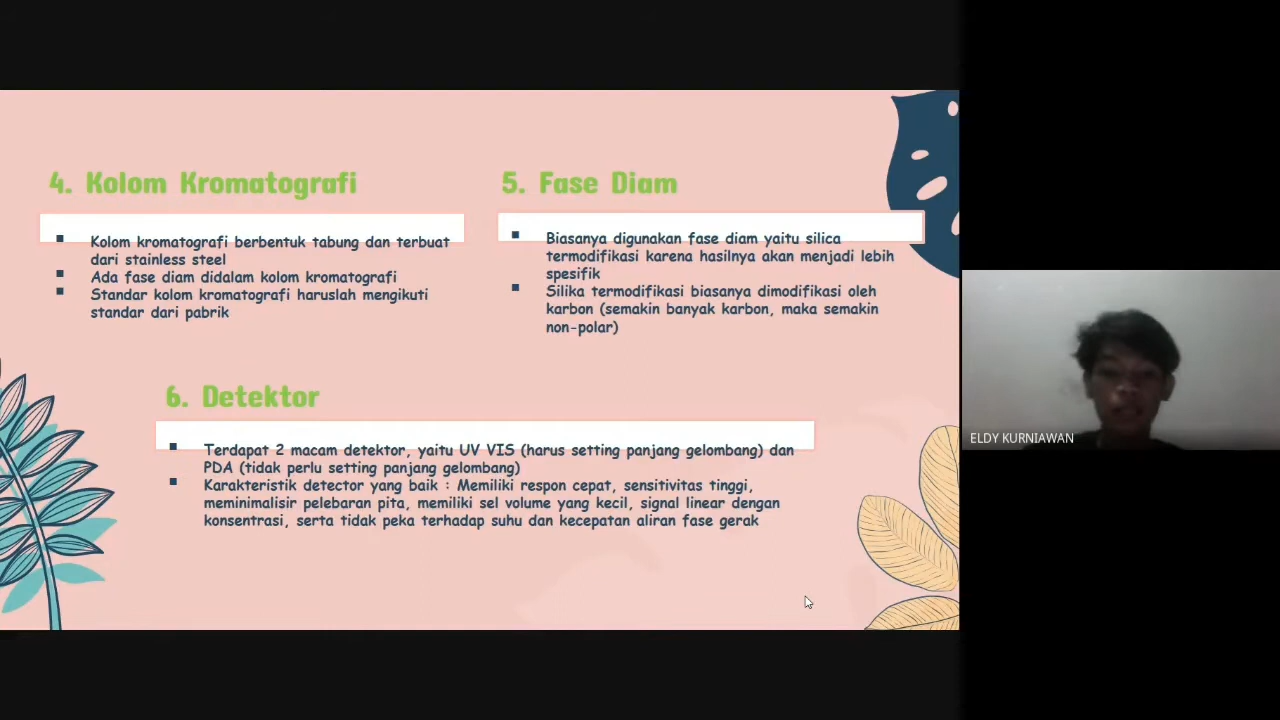 4. Kolom Kromatografi
▪ Kolom kromatografi berbentuk tabung dan terbuat
dari stainless steel
▪ Ada fase diam didalam kolom kromatografi
▪ Standar kolom kromatografi haruslah mengikuti
standar dari pabrik
5. Fase Diam
▪ Biasanya digunakan fase diam yaitu silica
termodifikasi karena hasilnya akan menjadi lebih
spesifik
▪ Silika termodifikasi biasanya dimodifikasi oleh
karbon (semakin banyak karbon, maka semakin
non-polar)
6. Detektor
▪ Terdapat 2 macam detektor, yaitu UV VIS (harus setting panjang gelombang) dan
PDA (tidak perlu setting panjang gelombang)
▪ Karakteristik detector yang baik : Memiliki respon cepat, sensitivitas tinggi,
meminimalisir pelebaran pita, memiliki sel volume yang kecil, signal linear dengan
konsentrasi, serta tidak peka terhadap suhu dan kecepatan aliran fase gerak
ELDY KURNIAWAN